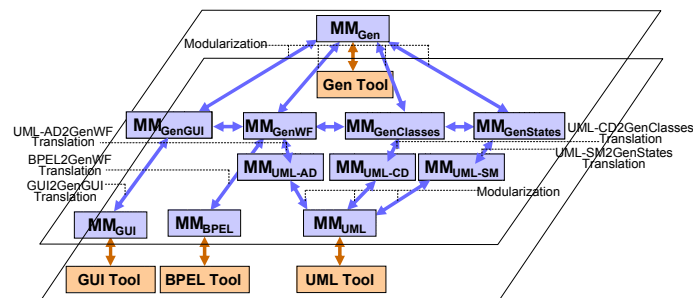 MMGen
Modularization
Gen Tool
MMGenGUI
MMGenWF
MMGenClasses
MMGenStates
UML-AD2GenWF
Translation
UML-CD2GenClasses
Translation
BPEL2GenWF
Translation
UML-SM2GenStates
Translation
MMUML-AD
MMUML-CD
MMUML-SM
GUI2GenGUI
Translation
Modularization
MMGUI
MMBPEL
MMUML
GUI Tool
BPEL Tool
UML Tool